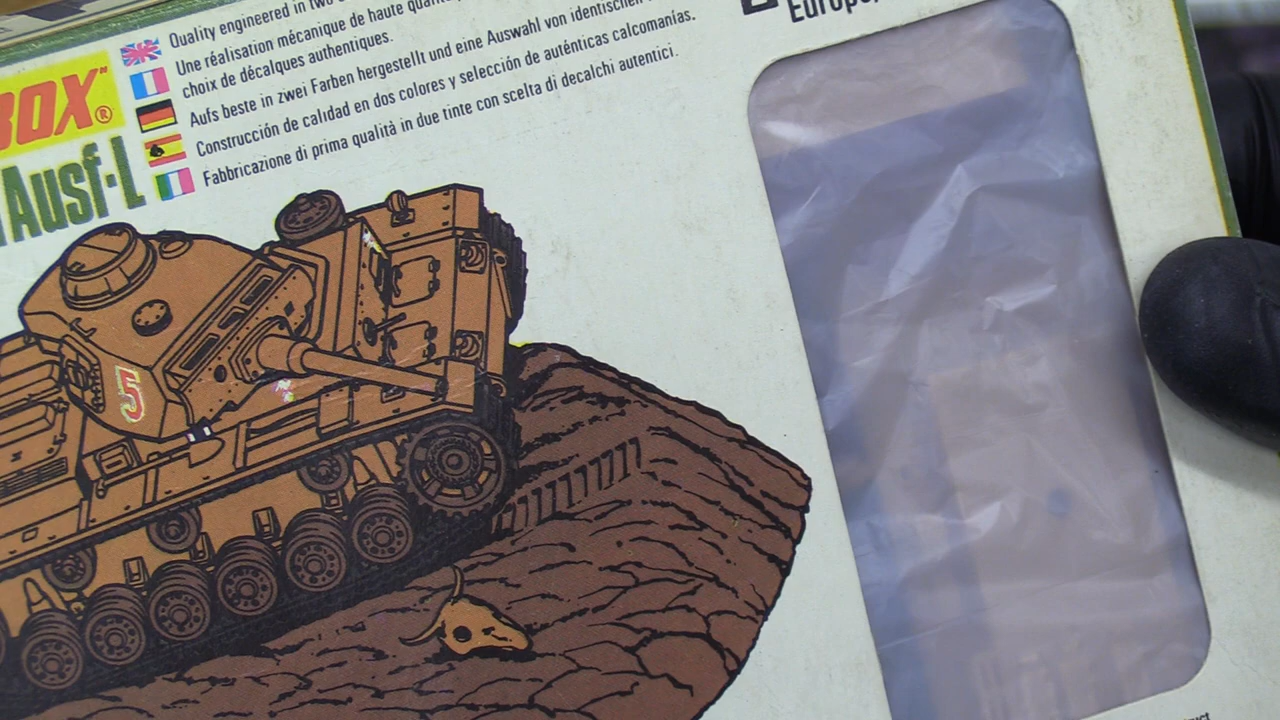 Quality engineered in two
Une réalisation mécanique de haute
choix de décalques authentiques.
Aufs beste in zwei Farben hergestellt und eine Auswahl von identischen
Construcción de calidad en dos colores y selección de auténticas calcomanías.
Fabbricazione di prima qualità in due tinte con scelta di decalchi autentici.
BOX®
Ausf·L
Europe,
5